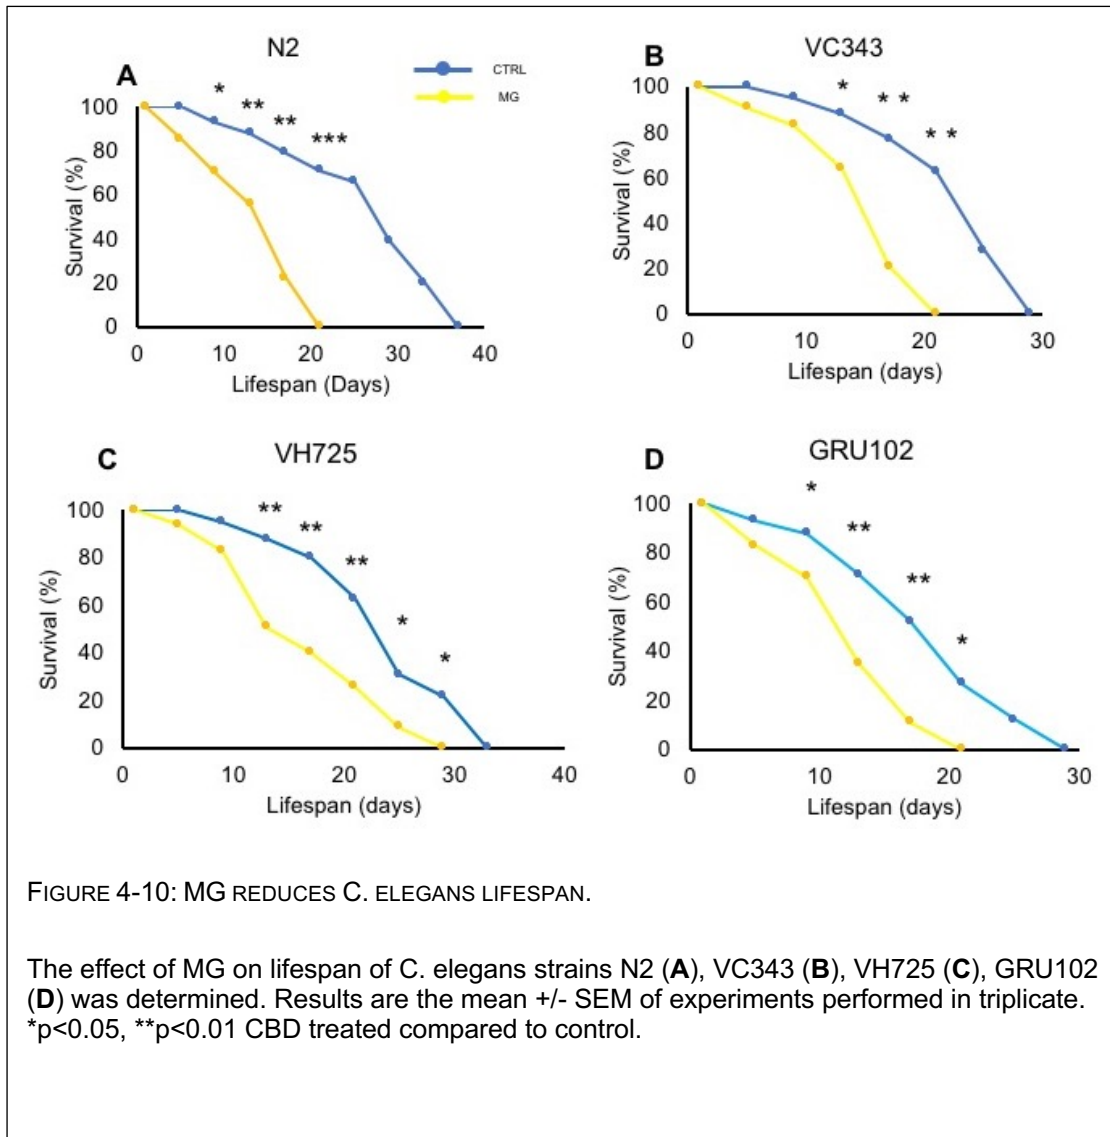 N2
A
CTRL
MG
* ** ** ***
100
80
60
40
20
0
Survival (%)
0 10 20 30 40
Lifespan (Days)
VC343
B
* * * * *
100
80
60
40
20
0
Survival (%)
0 10 20 30
Lifespan (days)
VH725
C
** ** ** * *
100
80
60
40
20
0
Survival (%)
0 10 20 30 40
Lifespan (days)
GRU102
D
* ** ** *
100
80
60
40
20
0
Survival (%)
0 10 20 30
Lifespan (days)
FIGURE 4-10: MG REDUCES C. ELEGANS LIFESPAN.
The effect of MG on lifespan of C. elegans strains N2 (A), VC343 (B), VH725 (C), GRU102
(D) was determined. Results are the mean +/- SEM of experiments performed in triplicate.
*p<0.05, **p<0.01 CBD treated compared to control.